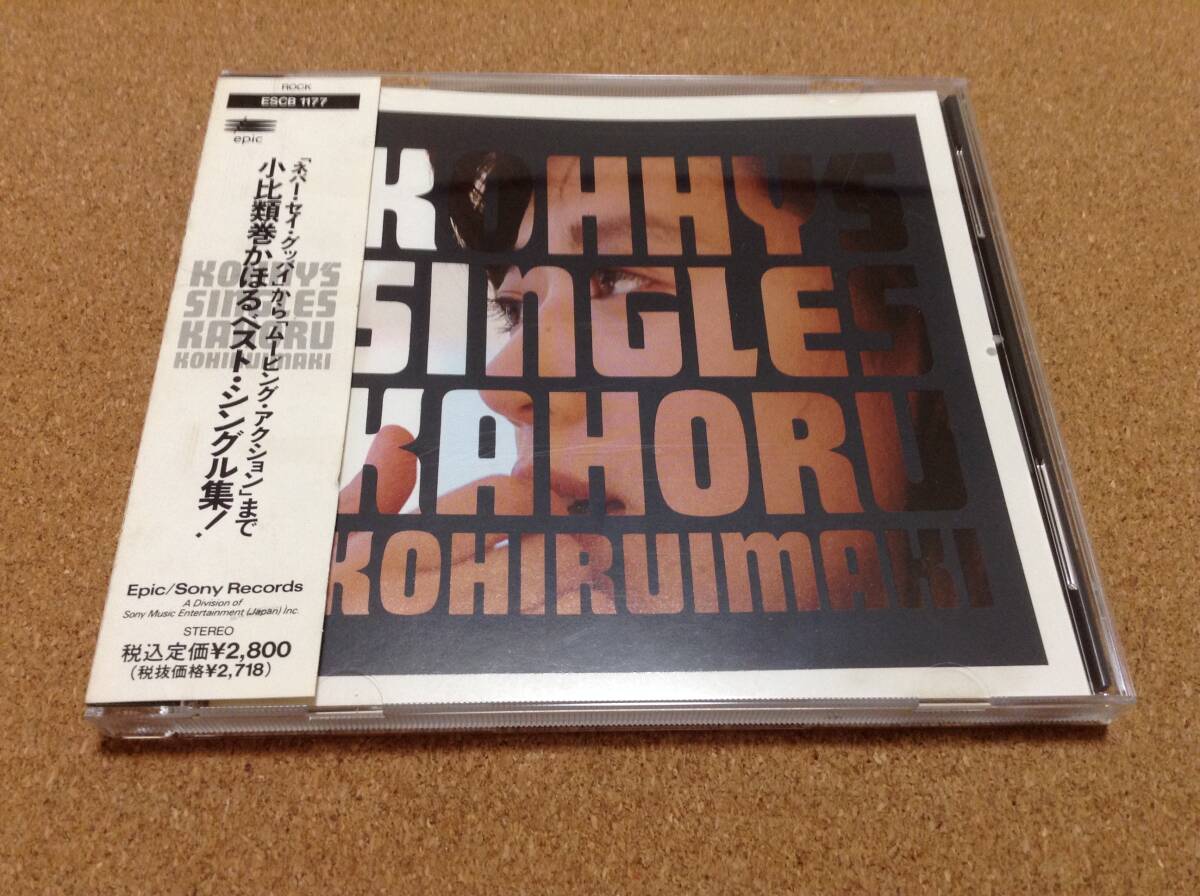 ROCK
ESCB 1177
epic
「ネバー・セイ・グッバイ」から「ムービング・アクション」まで
小比類巻かほるベスト・シングル集!
KOHHYS
SINGLES
KAHORU
KOHIRUIMAKI
Epic/Sony Records
A Division of
Sony Music Entertainment (Japan) Inc.
STEREO
税込定価¥2,800
(税抜価格¥2,718)
KOHHYS
SINGLES
KAHORU
KOHIRUIMAKI